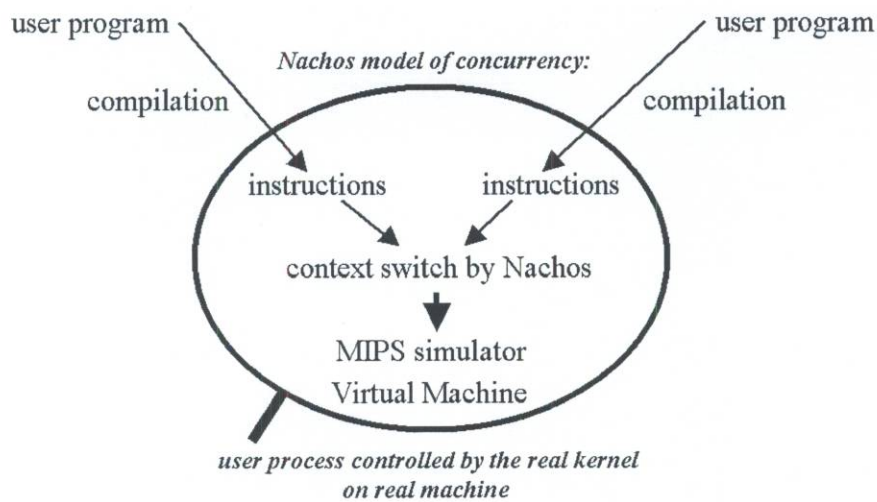 user program
user program
Nachos model of concurrency:
compilation
compilation
instructions
instructions
context switch by Nachos
MIPS simulator
Virtual Machine
user process controlled by the real kernel
on real machine